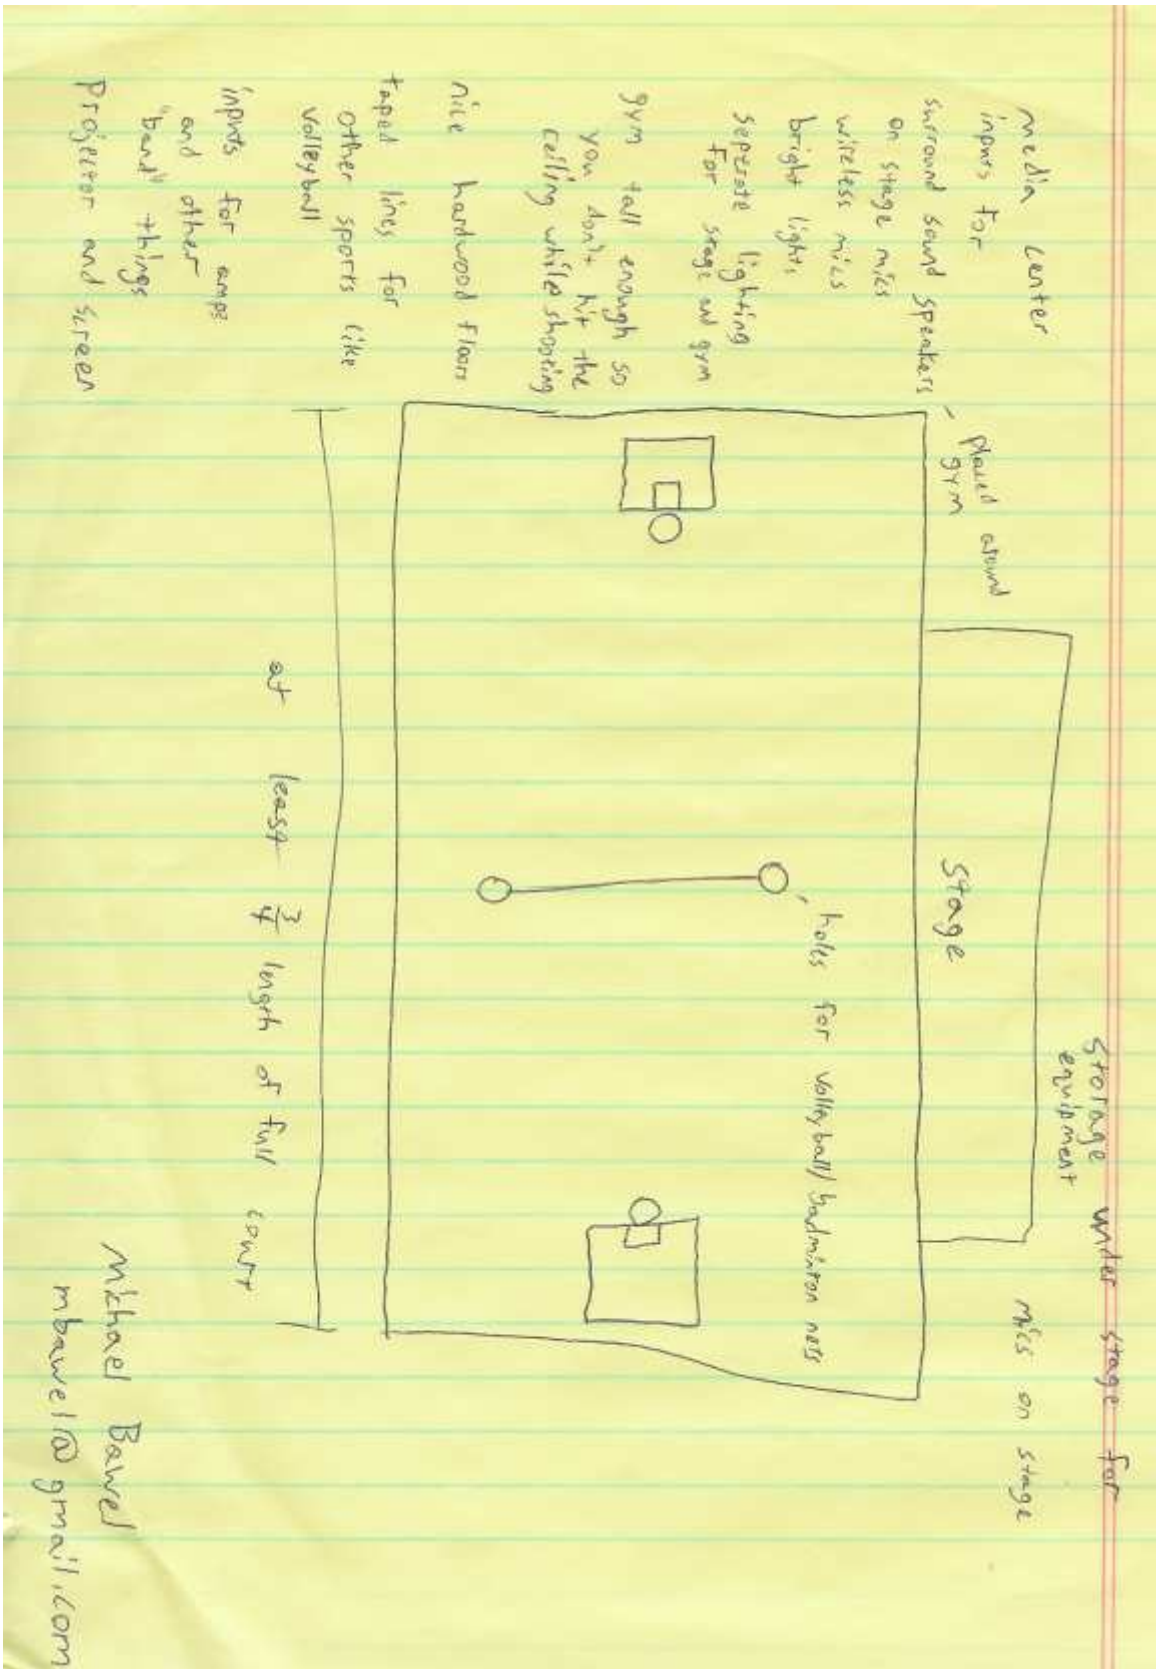 media center
inputs for
surround sound speakers
on stage mics
wireless mics
bright lights
seperate lighting
for stage and gym
gym tall enough so
you don't hit the
ceiling while shooting
nice hardwood floors
taped lines for
other sports like
volleyball
inputs for amps
and other
"band" things
Projector and screen
placed around
gym
Stage
Storage under stage for
equipment
mics on stage
holes for volleyball/badminton nets
at least 3/4 length of full court
Michael Bawel
mbawel@gmail.com